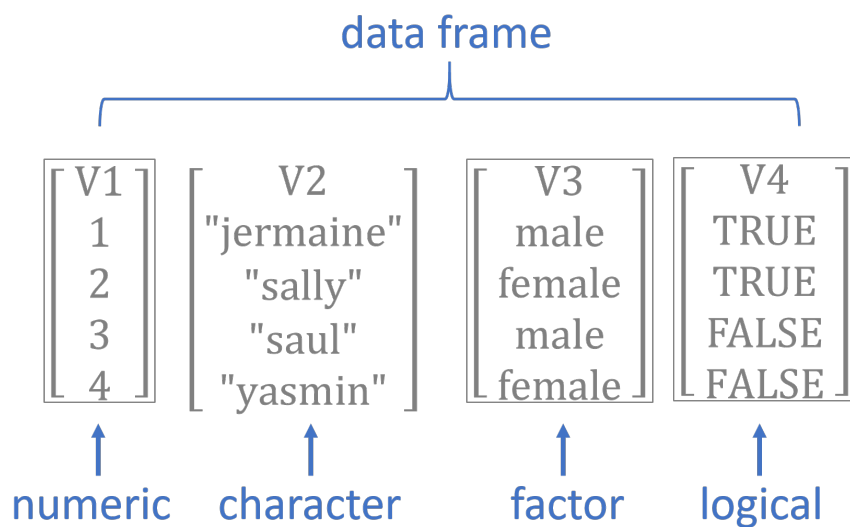 data frame
V1 V2 V3 V4
1 "jermaine" male TRUE
2 "sally" female TRUE
3 "saul" male FALSE
4 "yasmin" female FALSE
numeric character factor logical